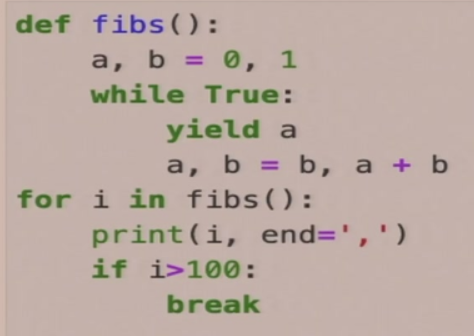 def fibs():
    a, b = 0, 1
    while True:
        yield a
        a, b = b, a + b
for i in fibs():
    print(i, end=',')
    if i>100:
        break